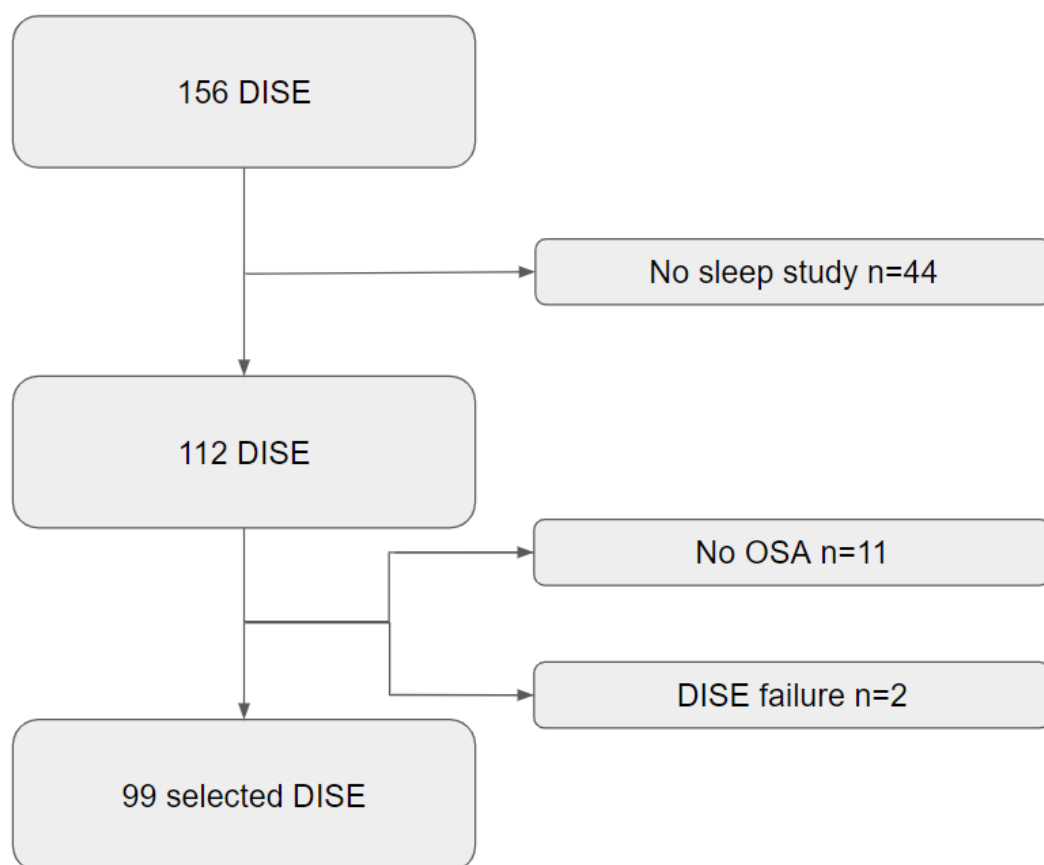 156 DISE
No sleep study n=44
112 DISE
No OSA n=11
DISE failure n=2
99 selected DISE